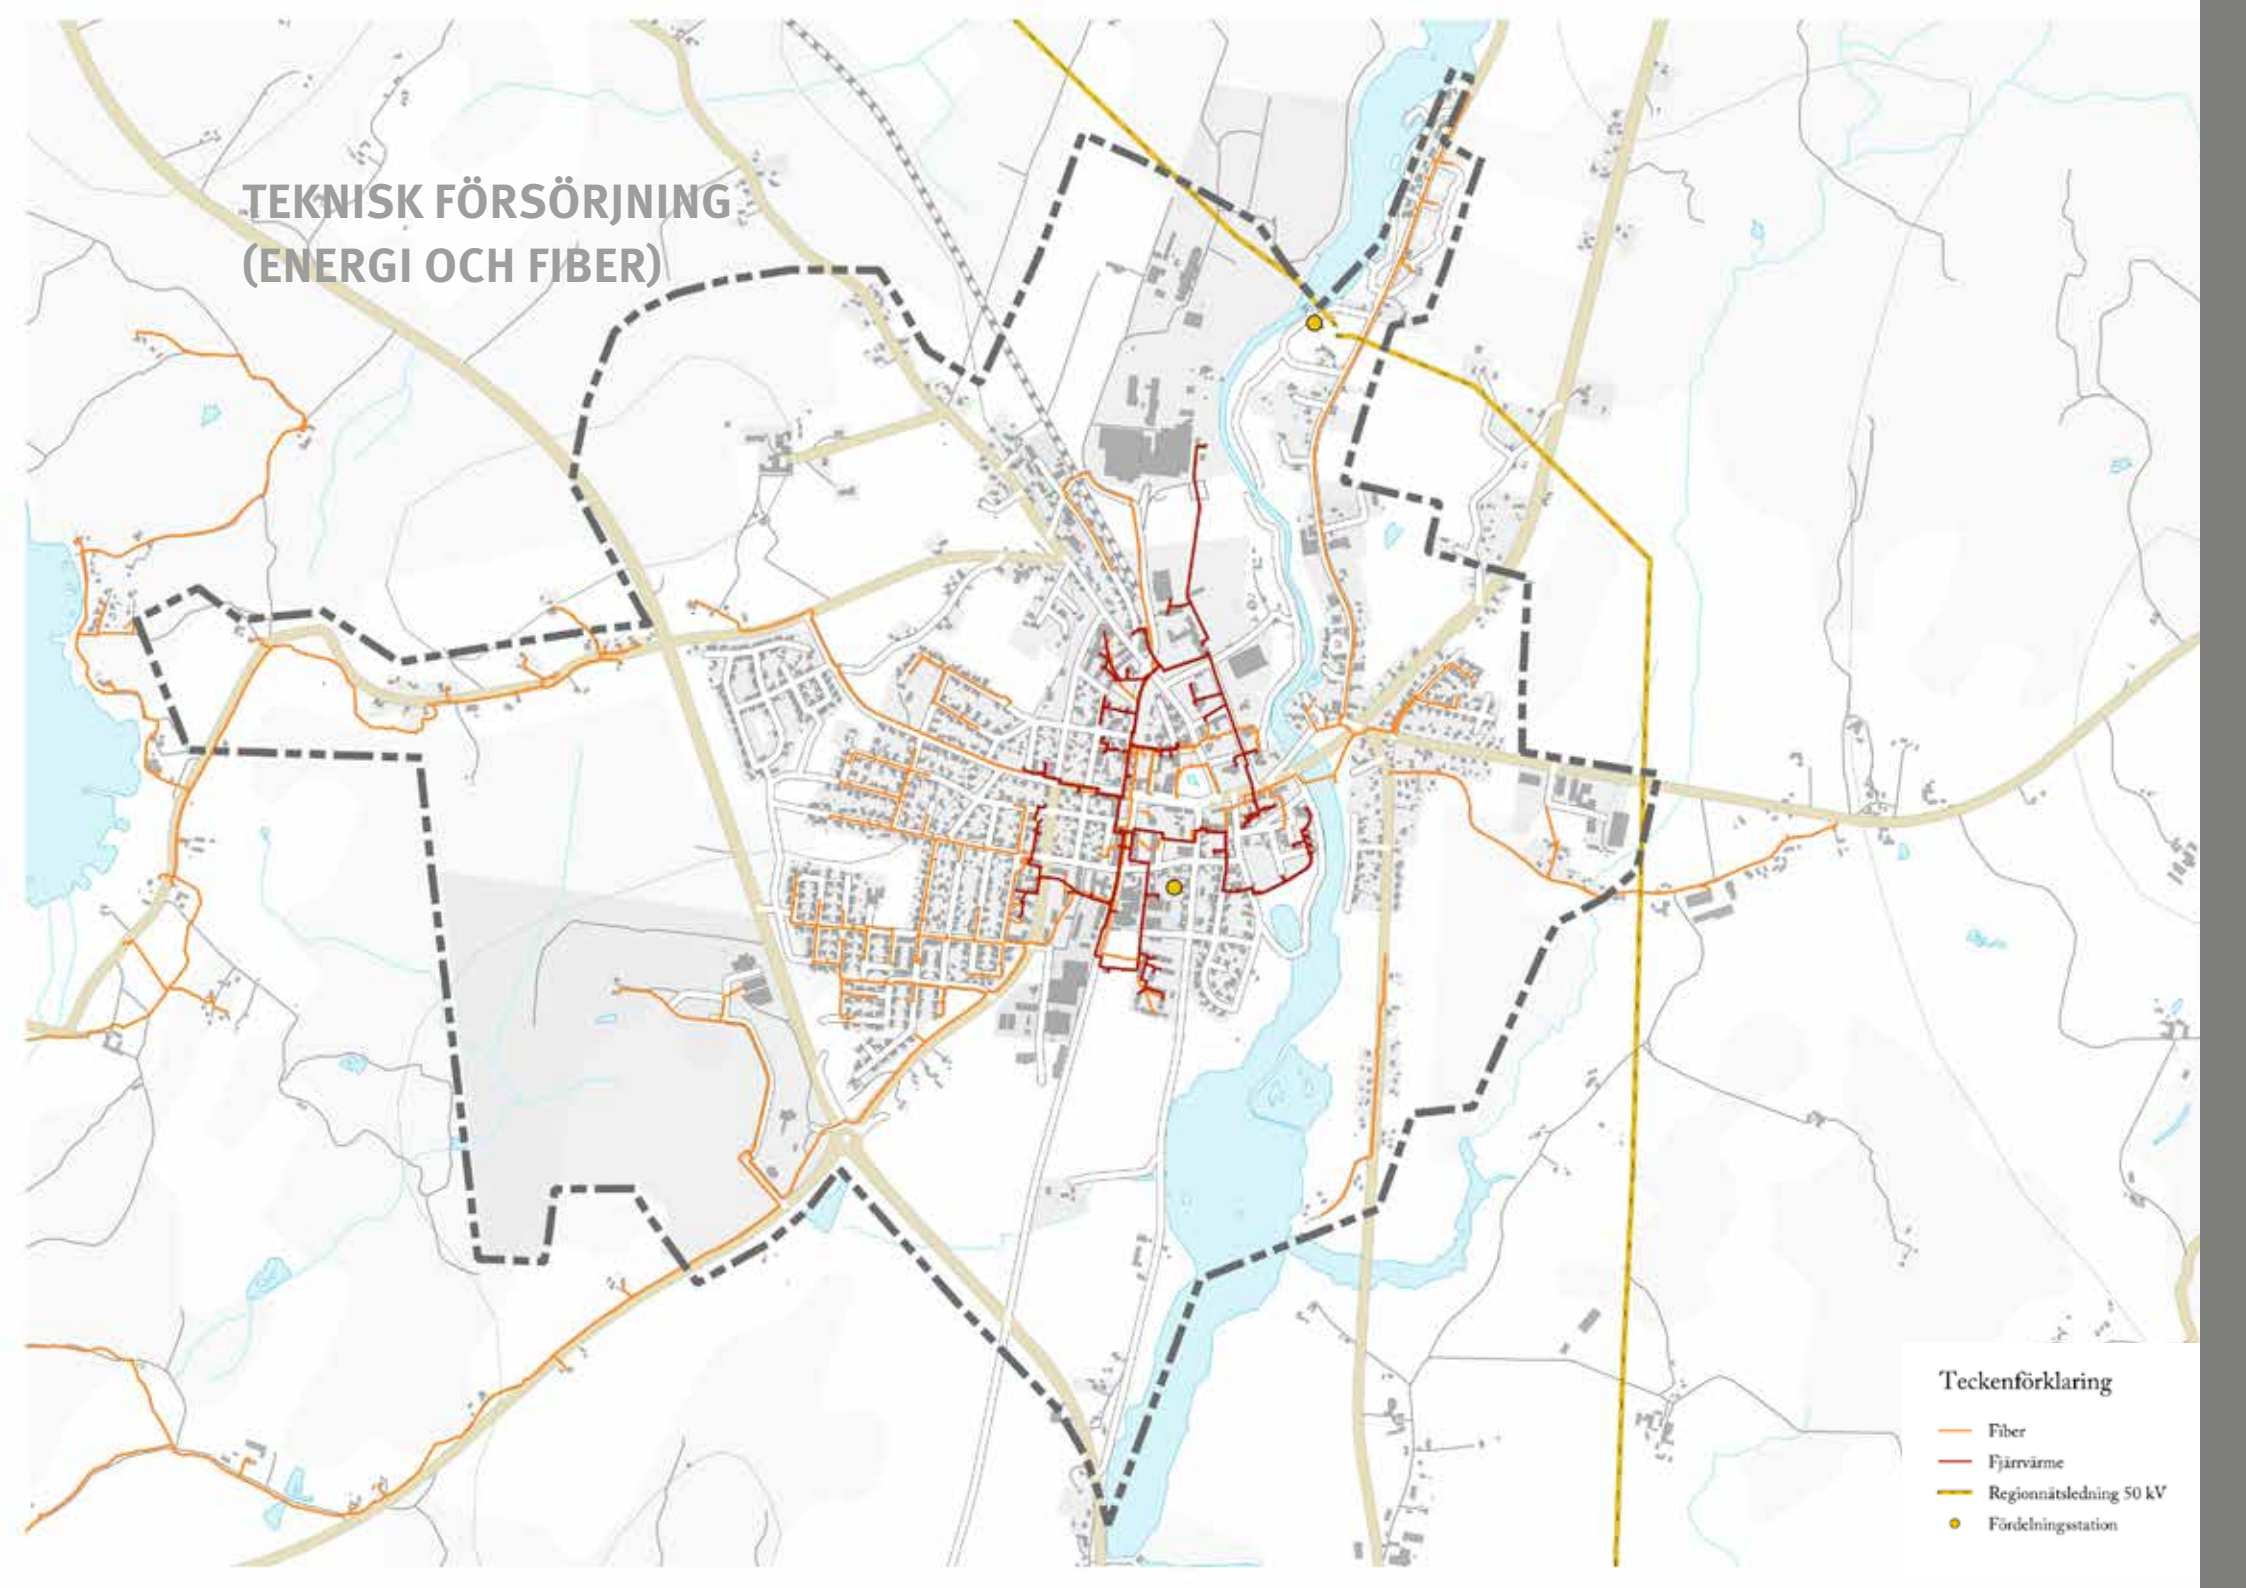 TEKNISK FÖRSÖRJNING
(ENERGI OCH FIBER)
Teckenförklaring
Fiber
Fjärrvärme
Regionnätsledning 50 kV
Fördelningsstation